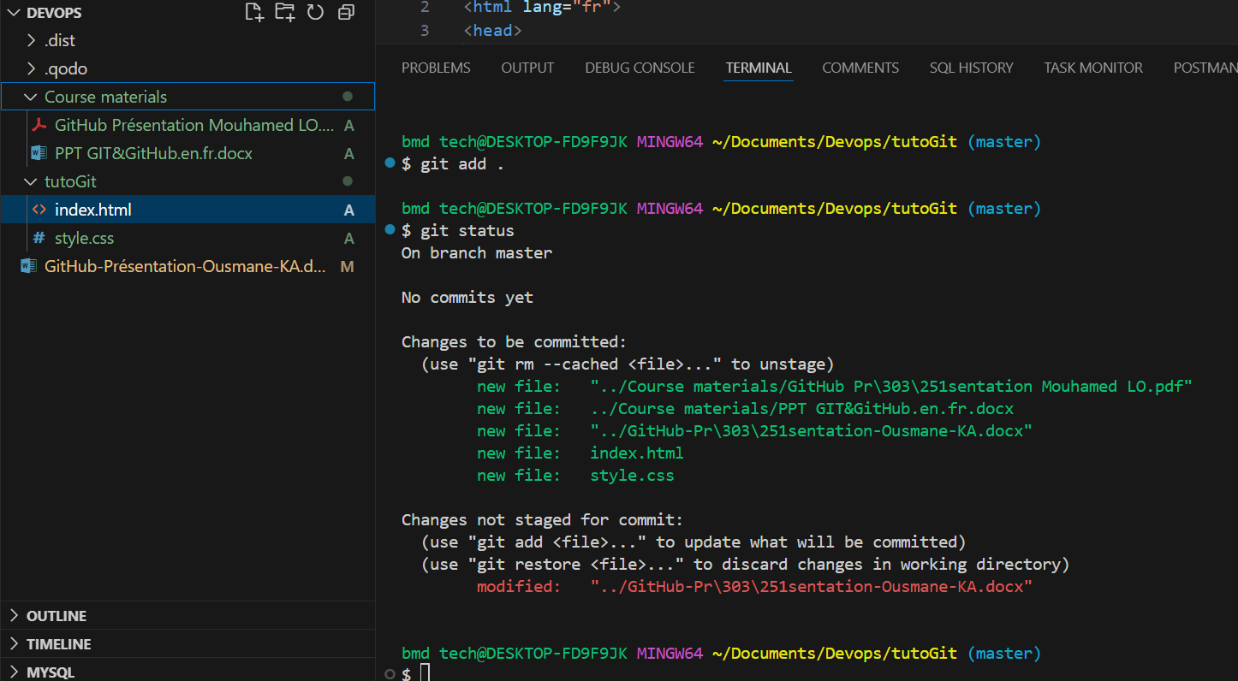 DEVOPS
.dist
.qodo
Course materials
GitHub Présentation Mouhamed LO.... A
PPT GIT&GitHub.en.fr.docx A
tutoGit
<> index.html A
# style.css A
GitHub-Présentation-Ousmane-KA.d... M
OUTLINE
TIMELINE
MYSQL
2 <html lang="fr">
3 <head>
PROBLEMS OUTPUT DEBUG CONSOLE TERMINAL COMMENTS SQL HISTORY TASK MONITOR POSTMAN
bmd tech@DESKTOP-FD9F9JK MINGW64 ~/Documents/Devops/tutoGit (master)
$ git add .
bmd tech@DESKTOP-FD9F9JK MINGW64 ~/Documents/Devops/tutoGit (master)
$ git status
On branch master
No commits yet
Changes to be committed:
(use "git rm --cached <file>..." to unstage)
new file: "../Course materials/GitHub Pr\303\251sentation Mouhamed LO.pdf"
new file: ../Course materials/PPT GIT&GitHub.en.fr.docx
new file: "../GitHub-Pr\303\251sentation-Ousmane-KA.docx"
new file: index.html
new file: style.css
Changes not staged for commit:
(use "git add <file>..." to update what will be committed)
(use "git restore <file>..." to discard changes in working directory)
modified: "../GitHub-Pr\303\251sentation-Ousmane-KA.docx"
bmd tech@DESKTOP-FD9F9JK MINGW64 ~/Documents/Devops/tutoGit (master)
$